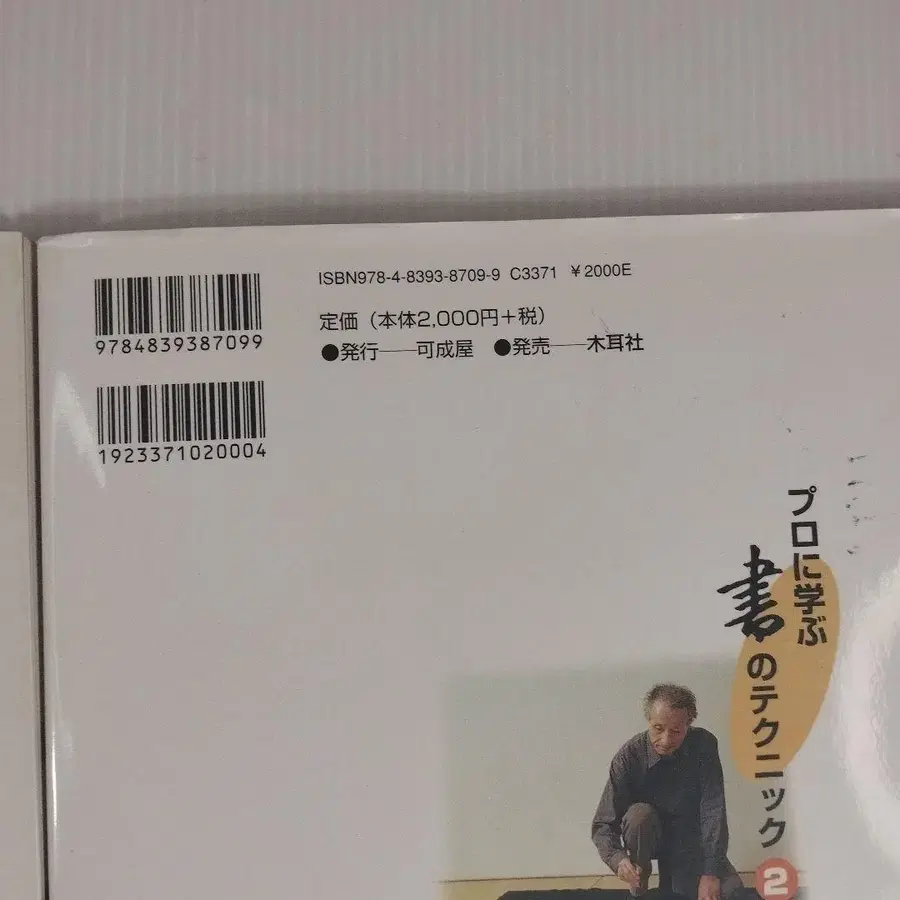 ISBN978-4-8393-8709-9 C3371 ￥2000E
9784839387099
定価（本体2,000円＋税）
●発行──可成屋 ●発売──木耳社
1923371020004
プロに学ぶ
書のテクニック2